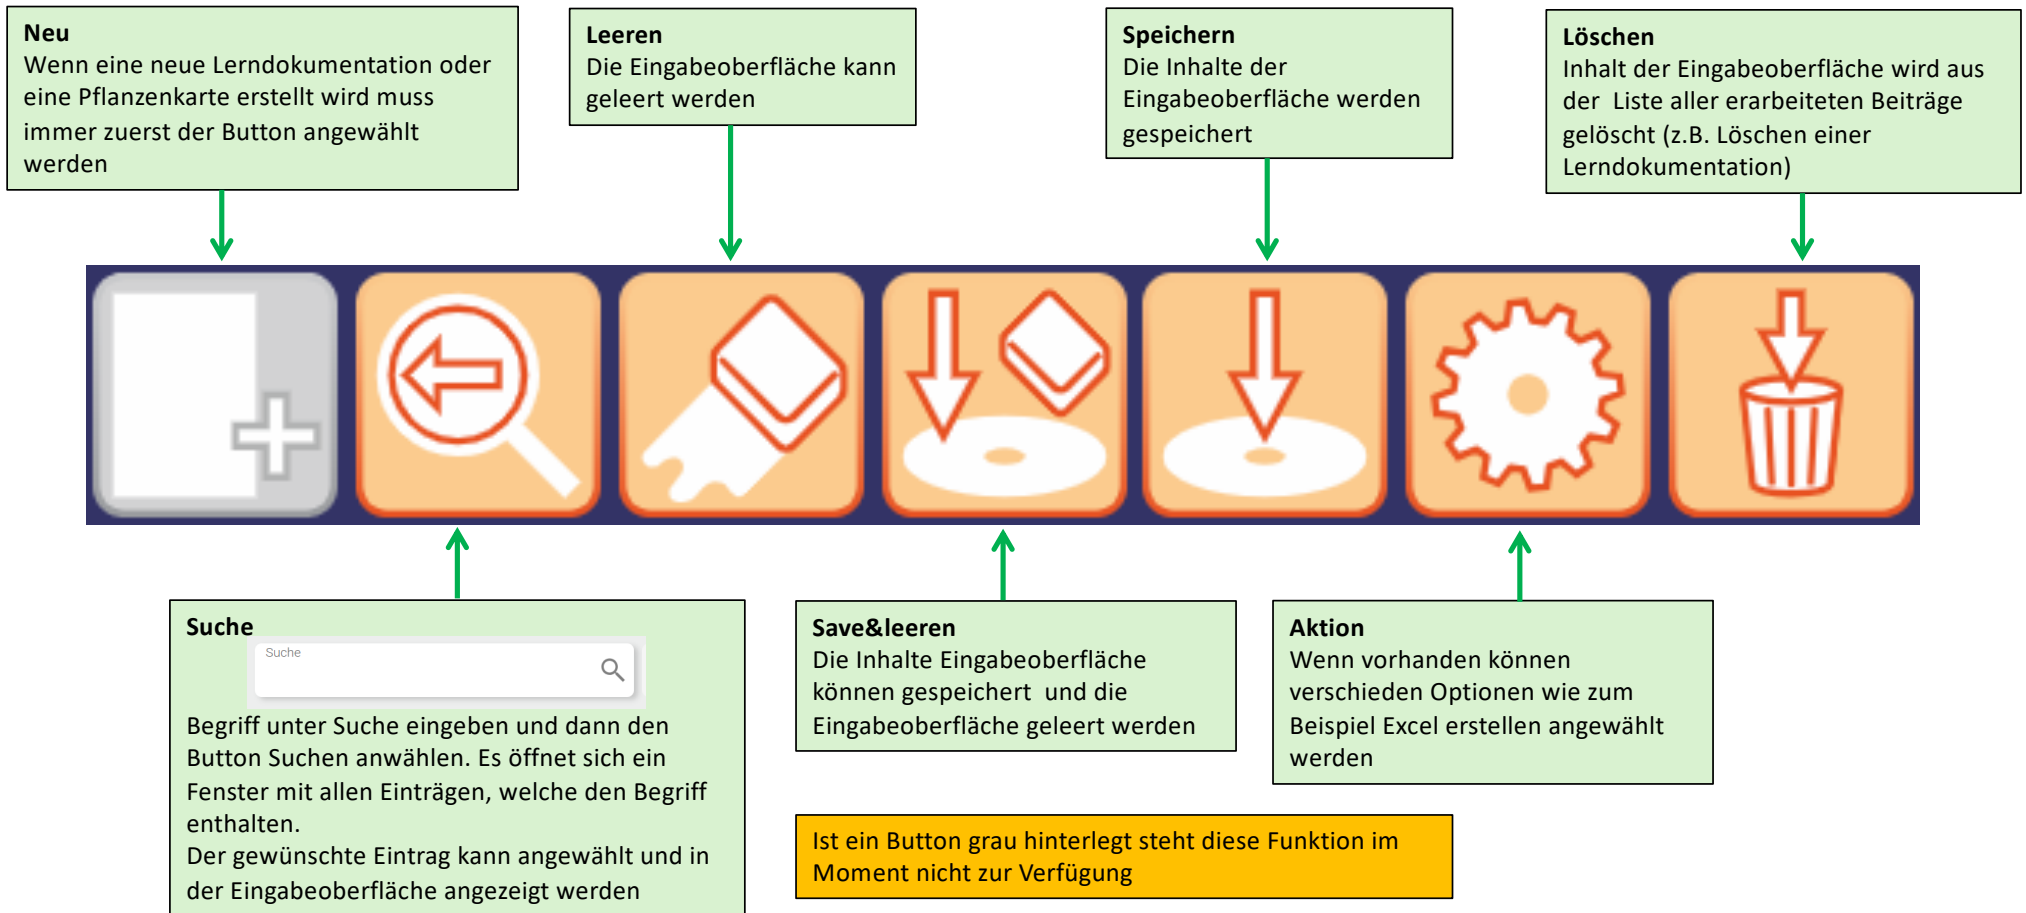 Neu
Wenn eine neue Lerndokumentation oder
eine Pflanzenkarte erstellt wird muss
immer zuerst der Button angewählt
werden
Leeren
Die Eingabeoberfläche kann
geleert werden
Speichern
Die Inhalte der
Eingabeoberfläche werden
gespeichert
Löschen
Inhalt der Eingabeoberfläche wird aus
der  Liste aller erarbeiteten Beiträge
gelöscht (z.B. Löschen einer
Lerndokumentation)
Suche
Suche
Begriff unter Suche eingeben und dann den
Button Suchen anwählen. Es öffnet sich ein
Fenster mit allen Einträgen, welche den Begriff
enthalten.
Der gewünschte Eintrag kann angewählt und in
der Eingabeoberfläche angezeigt werden
Save&leeren
Die Inhalte Eingabeoberfläche
können gespeichert  und die
Eingabeoberfläche geleert werden
Aktion
Wenn vorhanden können
verschieden Optionen wie zum
Beispiel Excel erstellen angewählt
werden
Ist ein Button grau hinterlegt steht diese Funktion im
Moment nicht zur Verfügung